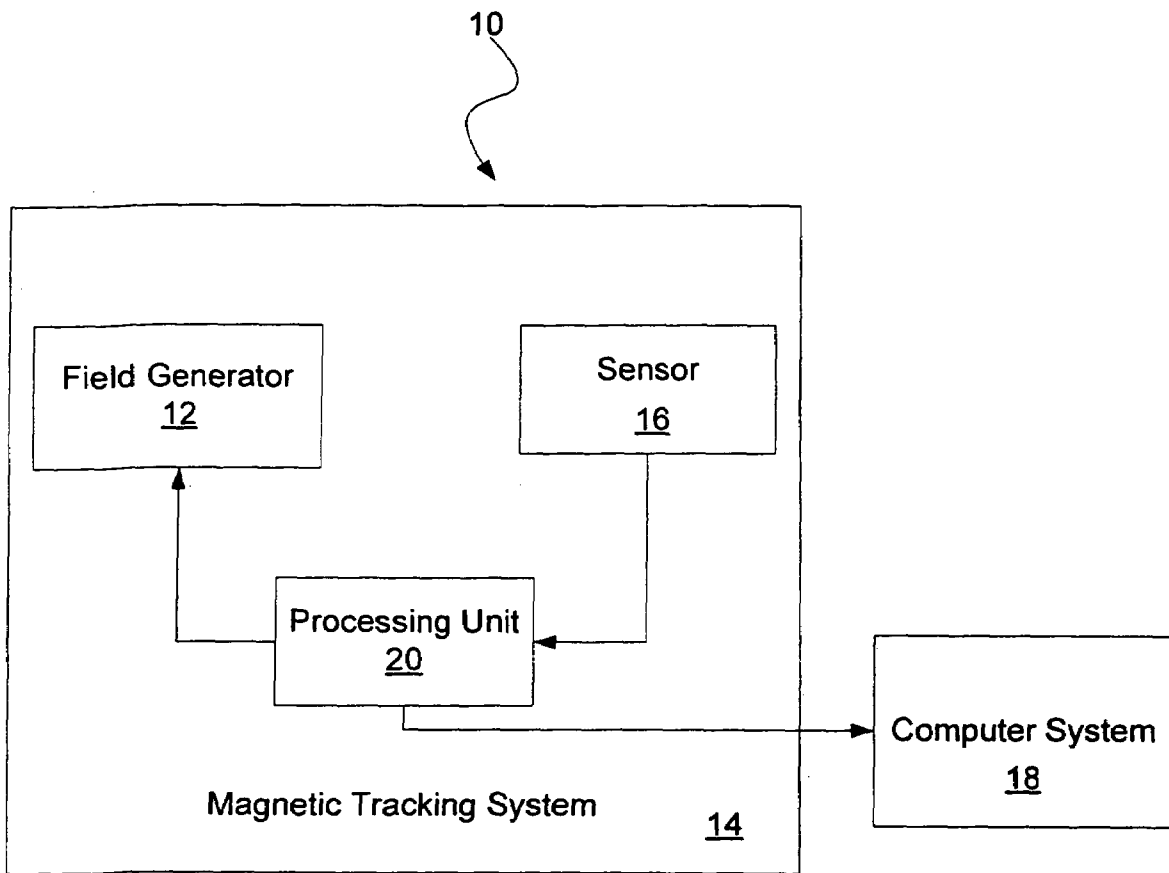 10
Field Generator
12
Sensor
16
Processing Unit
20
Computer System
18
Magnetic Tracking System
14